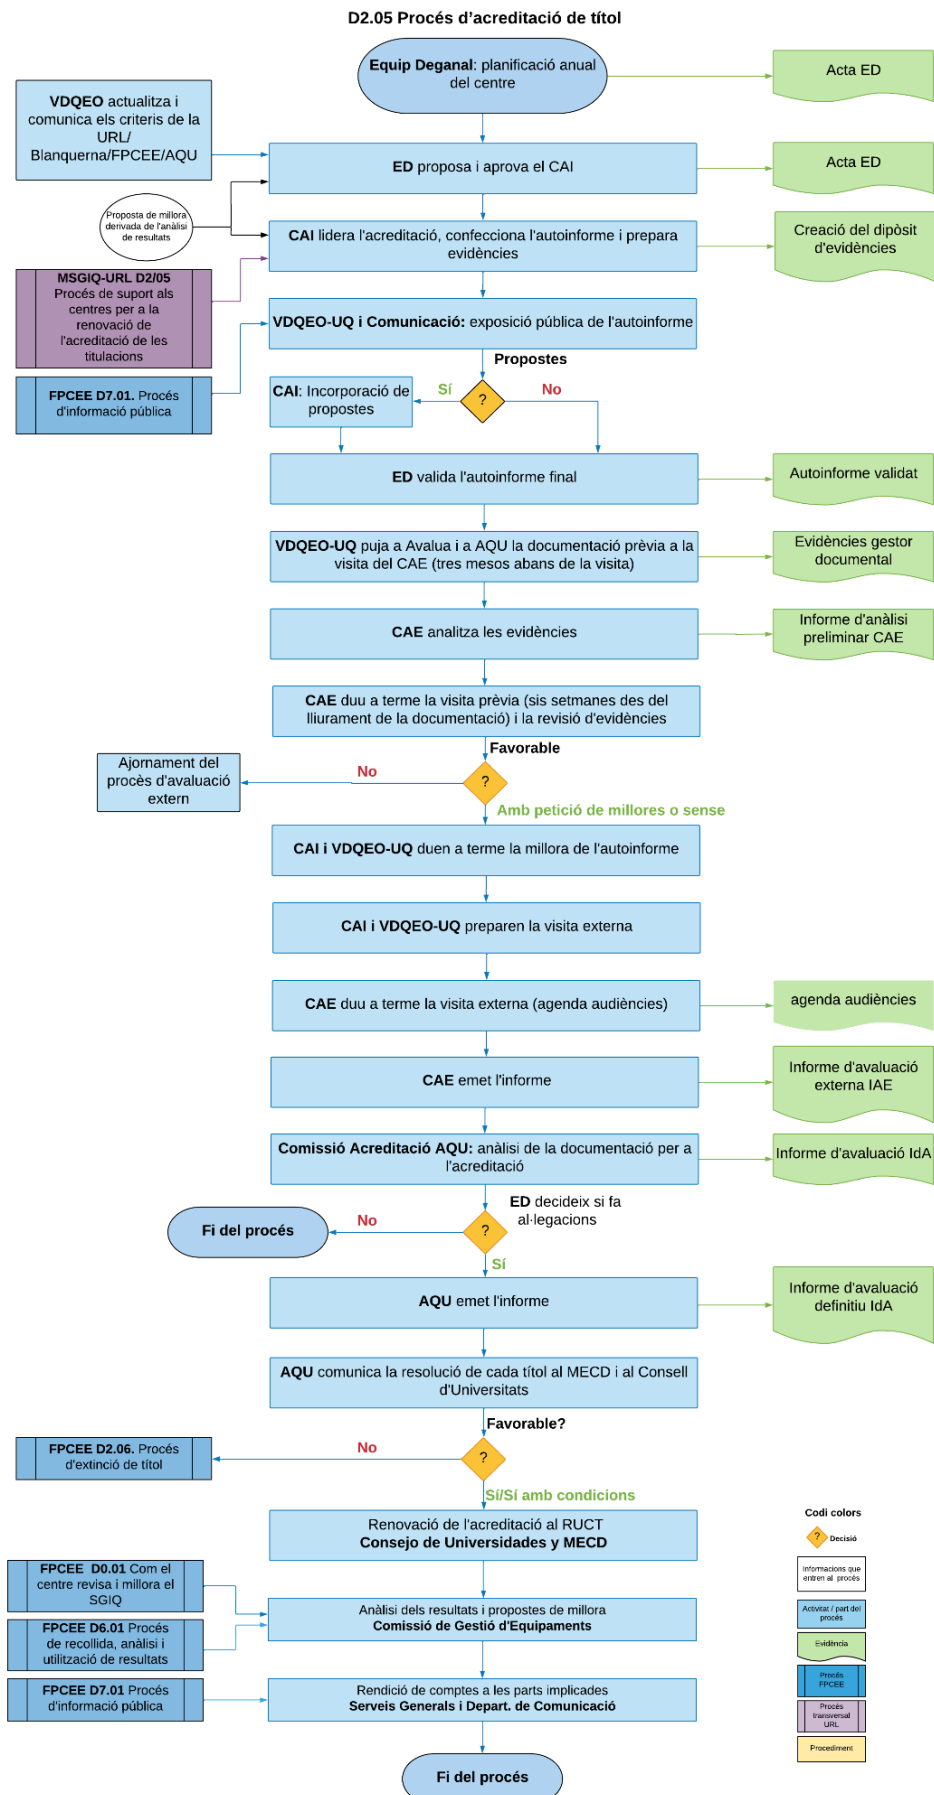 D2.05 Procés d'acreditació de títol
Equip Deganal: planificació anual
del centre
Acta ED
VDQEO actualitza i
comunica els criteris de la
URL/
Blanquerna/FPCEE/AQU
ED proposa i aprova el CAI
Acta ED
Proposta de millora
derivada de l'anàlisi
de resultats
CAI lidera l'acreditació, confecciona l'autoinforme i prepara
evidències
Creació del dipòsit
d'evidències
MSGIQ-URL D2/05
Procés de suport als
centres per a la
renovació de
l'acreditació de les
titulacions
VDQEO-UQ i Comunicació: exposició pública de l'autoinforme
Propostes
FPCEE D7.01. Procés
d'informació pública
CAI: Incorporació de
propostes
Sí
?
No
ED valida l'autoinforme final
Autoinforme validat
VDQEO-UQ puja a Avalua i a AQU la documentació prèvia a la
visita del CAE (tres mesos abans de la visita)
Evidències gestor
documental
CAE analitza les evidències
Informe d'anàlisi
preliminar CAE
CAE duu a terme la visita prèvia (sis setmanes des del
lliurament de la documentació) i la revisió d'evidències
Favorable
Ajornament del
procès d'avaluació
extern
No
?
Amb petició de millores o sense
CAI i VDQEO-UQ duen a terme la millora de l'autoinforme
CAI i VDQEO-UQ preparen la visita externa
CAE duu a terme la visita externa (agenda audiències)
agenda audiències
CAE emet l'informe
Informe d'avaluació
externa IAE
Comissió Acreditació AQU: anàlisi de la documentació per a
l'acreditació
Informe d'avaluació IdA
ED decideix si fa
al·legacions
Fi del procés
No
?
Sí
AQU emet l'informe
Informe d'avaluació
definitiu IdA
AQU comunica la resolució de cada títol al MECD i al Consell
d'Universitats
Favorable?
FPCEE D2.06. Procés
d'extinció de títol
No
?
Sí/Sí amb condicions
Renovació de l'acreditació al RUCT
Consejo de Universidades y MECD
FPCEE D0.01 Com el
centre revisa i millora el
SGIQ
Anàlisi dels resultats i propostes de millora
Comissió de Gestió d'Equipaments
FPCEE D6.01 Procés
de recollida, anàlisi i
utilització de resultats
FPCEE D7.01 Procés
d'informació pública
Rendició de comptes a les parts implicades
Serveis Generals i Depart. de Comunicació
Fi del procés
Codi colors
?
Decisió
Informacions que
entren al procés
Activitat / part del
procés
Evidència
Procés
FPCEE
Procés
transversal
URL
Procediment